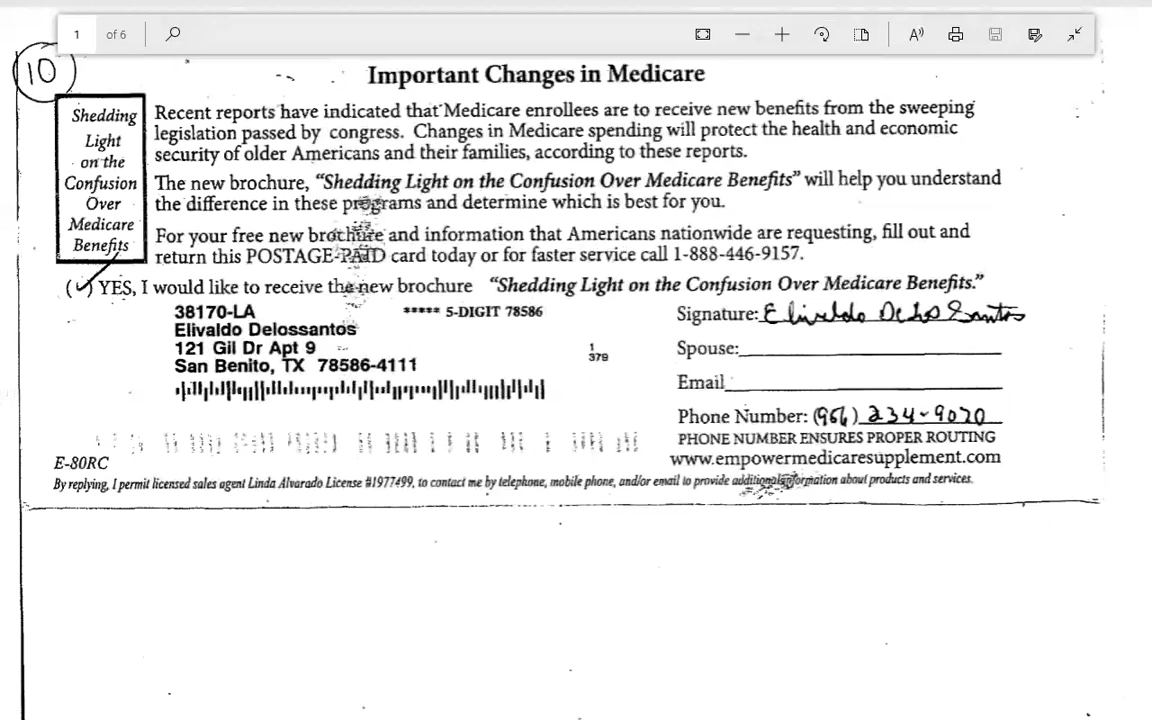 1 of 6
10
Important Changes in Medicare
Shedding
Light
on the
Confusion
Over
Medicare
Benefits
Recent reports have indicated that Medicare enrollees are to receive new benefits from the sweeping
legislation passed by congress. Changes in Medicare spending will protect the health and economic
security of older Americans and their families, according to these reports.
The new brochure, “Shedding Light on the Confusion Over Medicare Benefits” will help you understand
the difference in these programs and determine which is best for you.
For your free new brochure and information that Americans nationwide are requesting, fill out and
return this POSTAGE-PAID card today or for faster service call 1-888-446-9157.
(✓) YES, I would like to receive the new brochure “Shedding Light on the Confusion Over Medicare Benefits.”
38170-LA ***** 5-DIGIT 78586
Elivaldo Delossantos
121 Gil Dr Apt 9
San Benito, TX 78586-4111
1
379
Signature: Elivaldo De Los Santos
Spouse:
Email
Phone Number: (956) 234-9070
PHONE NUMBER ENSURES PROPER ROUTING
www.empowermedicaresupplement.com
E-80RC
By replying, I permit licensed sales agent Linda Alvarado License #1977499, to contact me by telephone, mobile phone, and/or email to provide additional information about products and services.